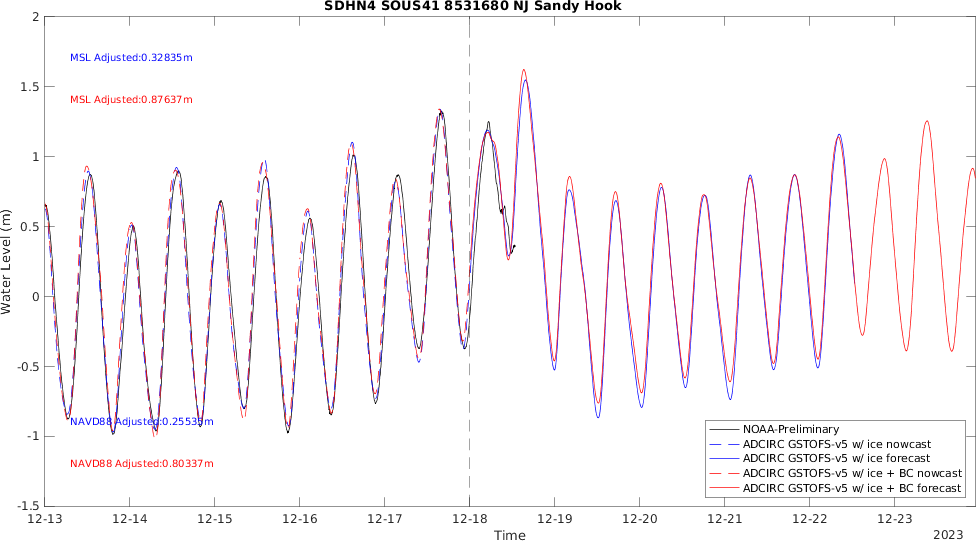 SDHN4 SOUS41 8531680 NJ Sandy Hook
2
1.5
1
0.5
0
-0.5
-1
-1.5
Water Level (m)
MSL Adjusted:0.32835m
MSL Adjusted:0.87637m
NAVD88 Adjusted:0.25535m
NAVD88 Adjusted:0.80337m
NOAA-Preliminary
ADCIRC GSTOFS-v5 w/ ice nowcast
ADCIRC GSTOFS-v5 w/ ice forecast
ADCIRC GSTOFS-v5 w/ ice + BC nowcast
ADCIRC GSTOFS-v5 w/ ice + BC forecast
12-13 12-14 12-15 12-16 12-17 12-18 12-19 12-20 12-21 12-22 12-23
Time
2023